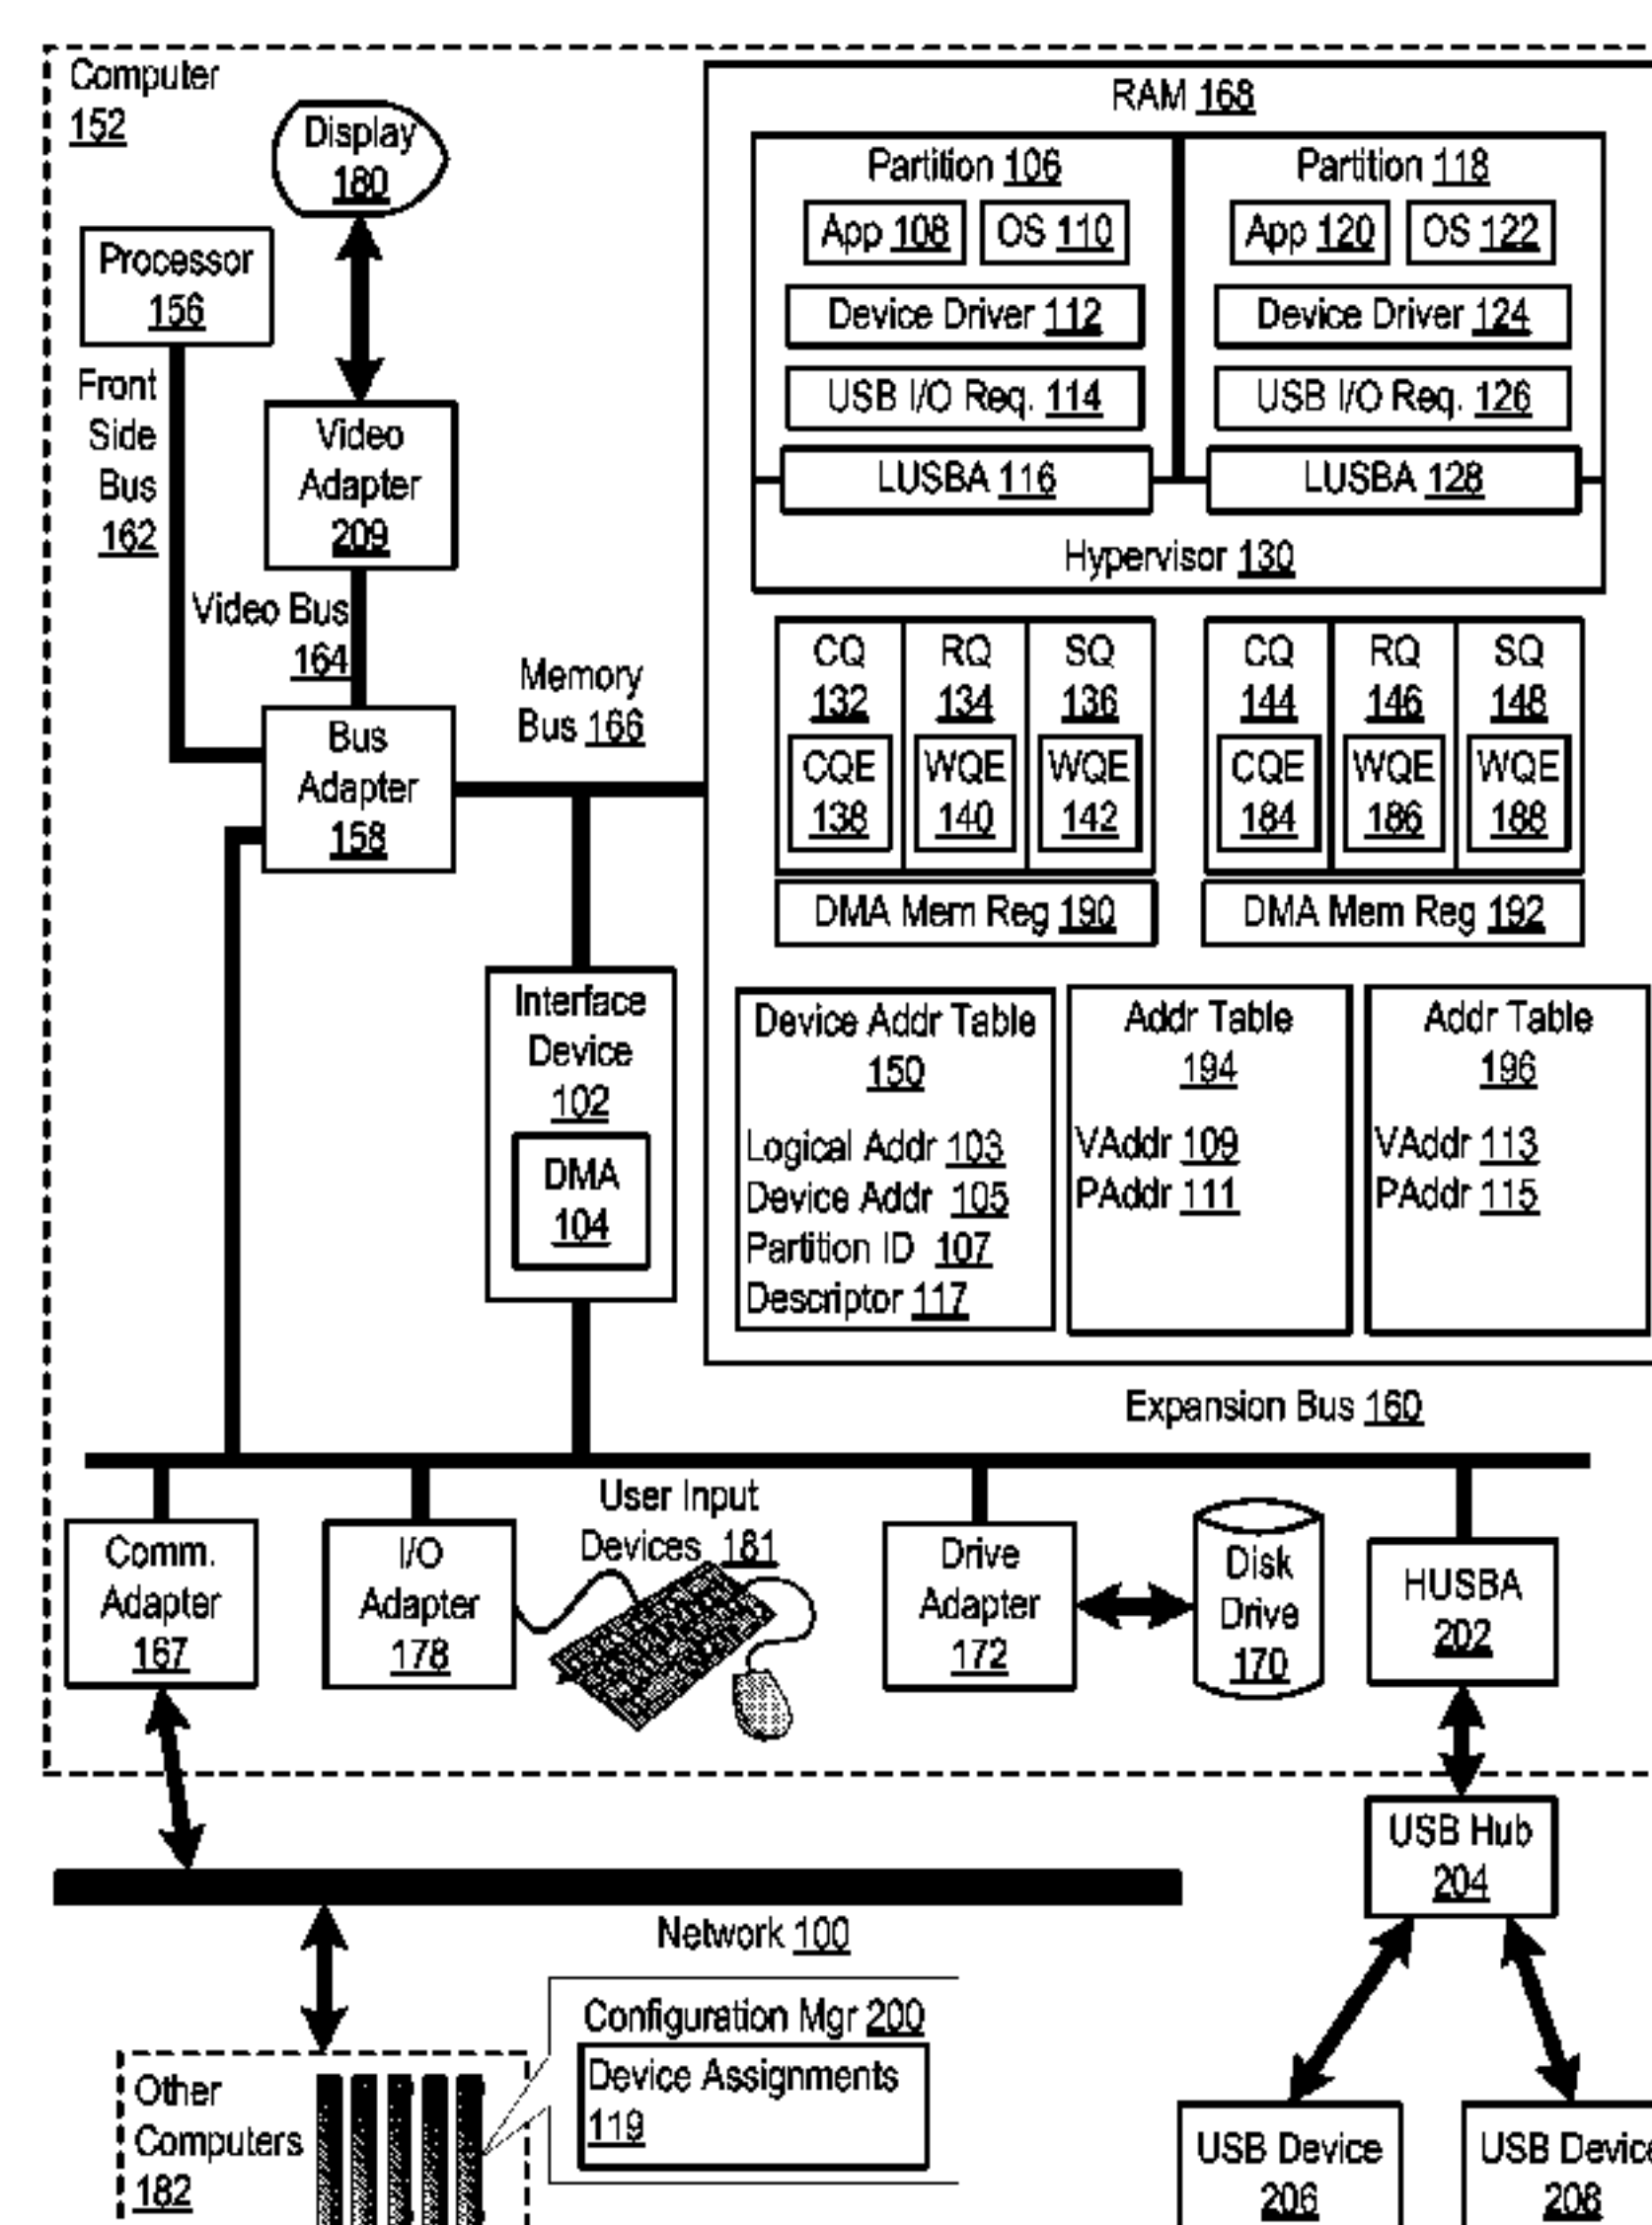 Computer
152
Display
180
Processor
156
Front
Side
Bus
162
Video
Adapter
209
Video Bus
164
Bus
Adapter
158
Memory
Bus 166
Interface
Device
102
DMA
104
RAM 168
Partition 106
App 108 OS 110
Device Driver 112
USB I/O Req. 114
LUSBA 116
Partition 118
App 120 OS 122
Device Driver 124
USB I/O Req. 126
LUSBA 128
Hypervisor 130
CQ RQ SQ
132 134 136
CQE WQE WQE
138 140 142
DMA Mem Reg 190
CQ RQ SQ
144 146 148
CQE WQE WQE
184 186 188
DMA Mem Reg 192
Device Addr Table
150
Logical Addr 103
Device Addr 105
Partition ID 107
Descriptor 117
Addr Table
194
VAddr 109
PAddr 111
Addr Table
196
VAddr 113
PAddr 115
Expansion Bus 160
Comm.
Adapter
167
I/O
Adapter
178
User Input
Devices 181
Drive
Adapter
172
Disk
Drive
170
HUSBA
202
USB Hub
204
Network 100
Configuration Mgr 200
Device Assignments
119
Other
Computers
182
USB Device
206
USB Device
208